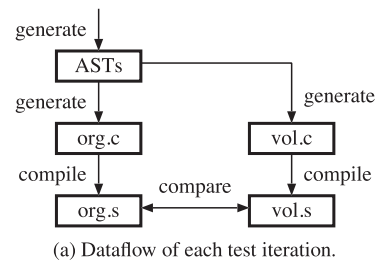 generate
ASTs
generate
generate
org.c
vol.c
compile
compile
compare
org.s
vol.s
(a) Dataflow of each test iteration.